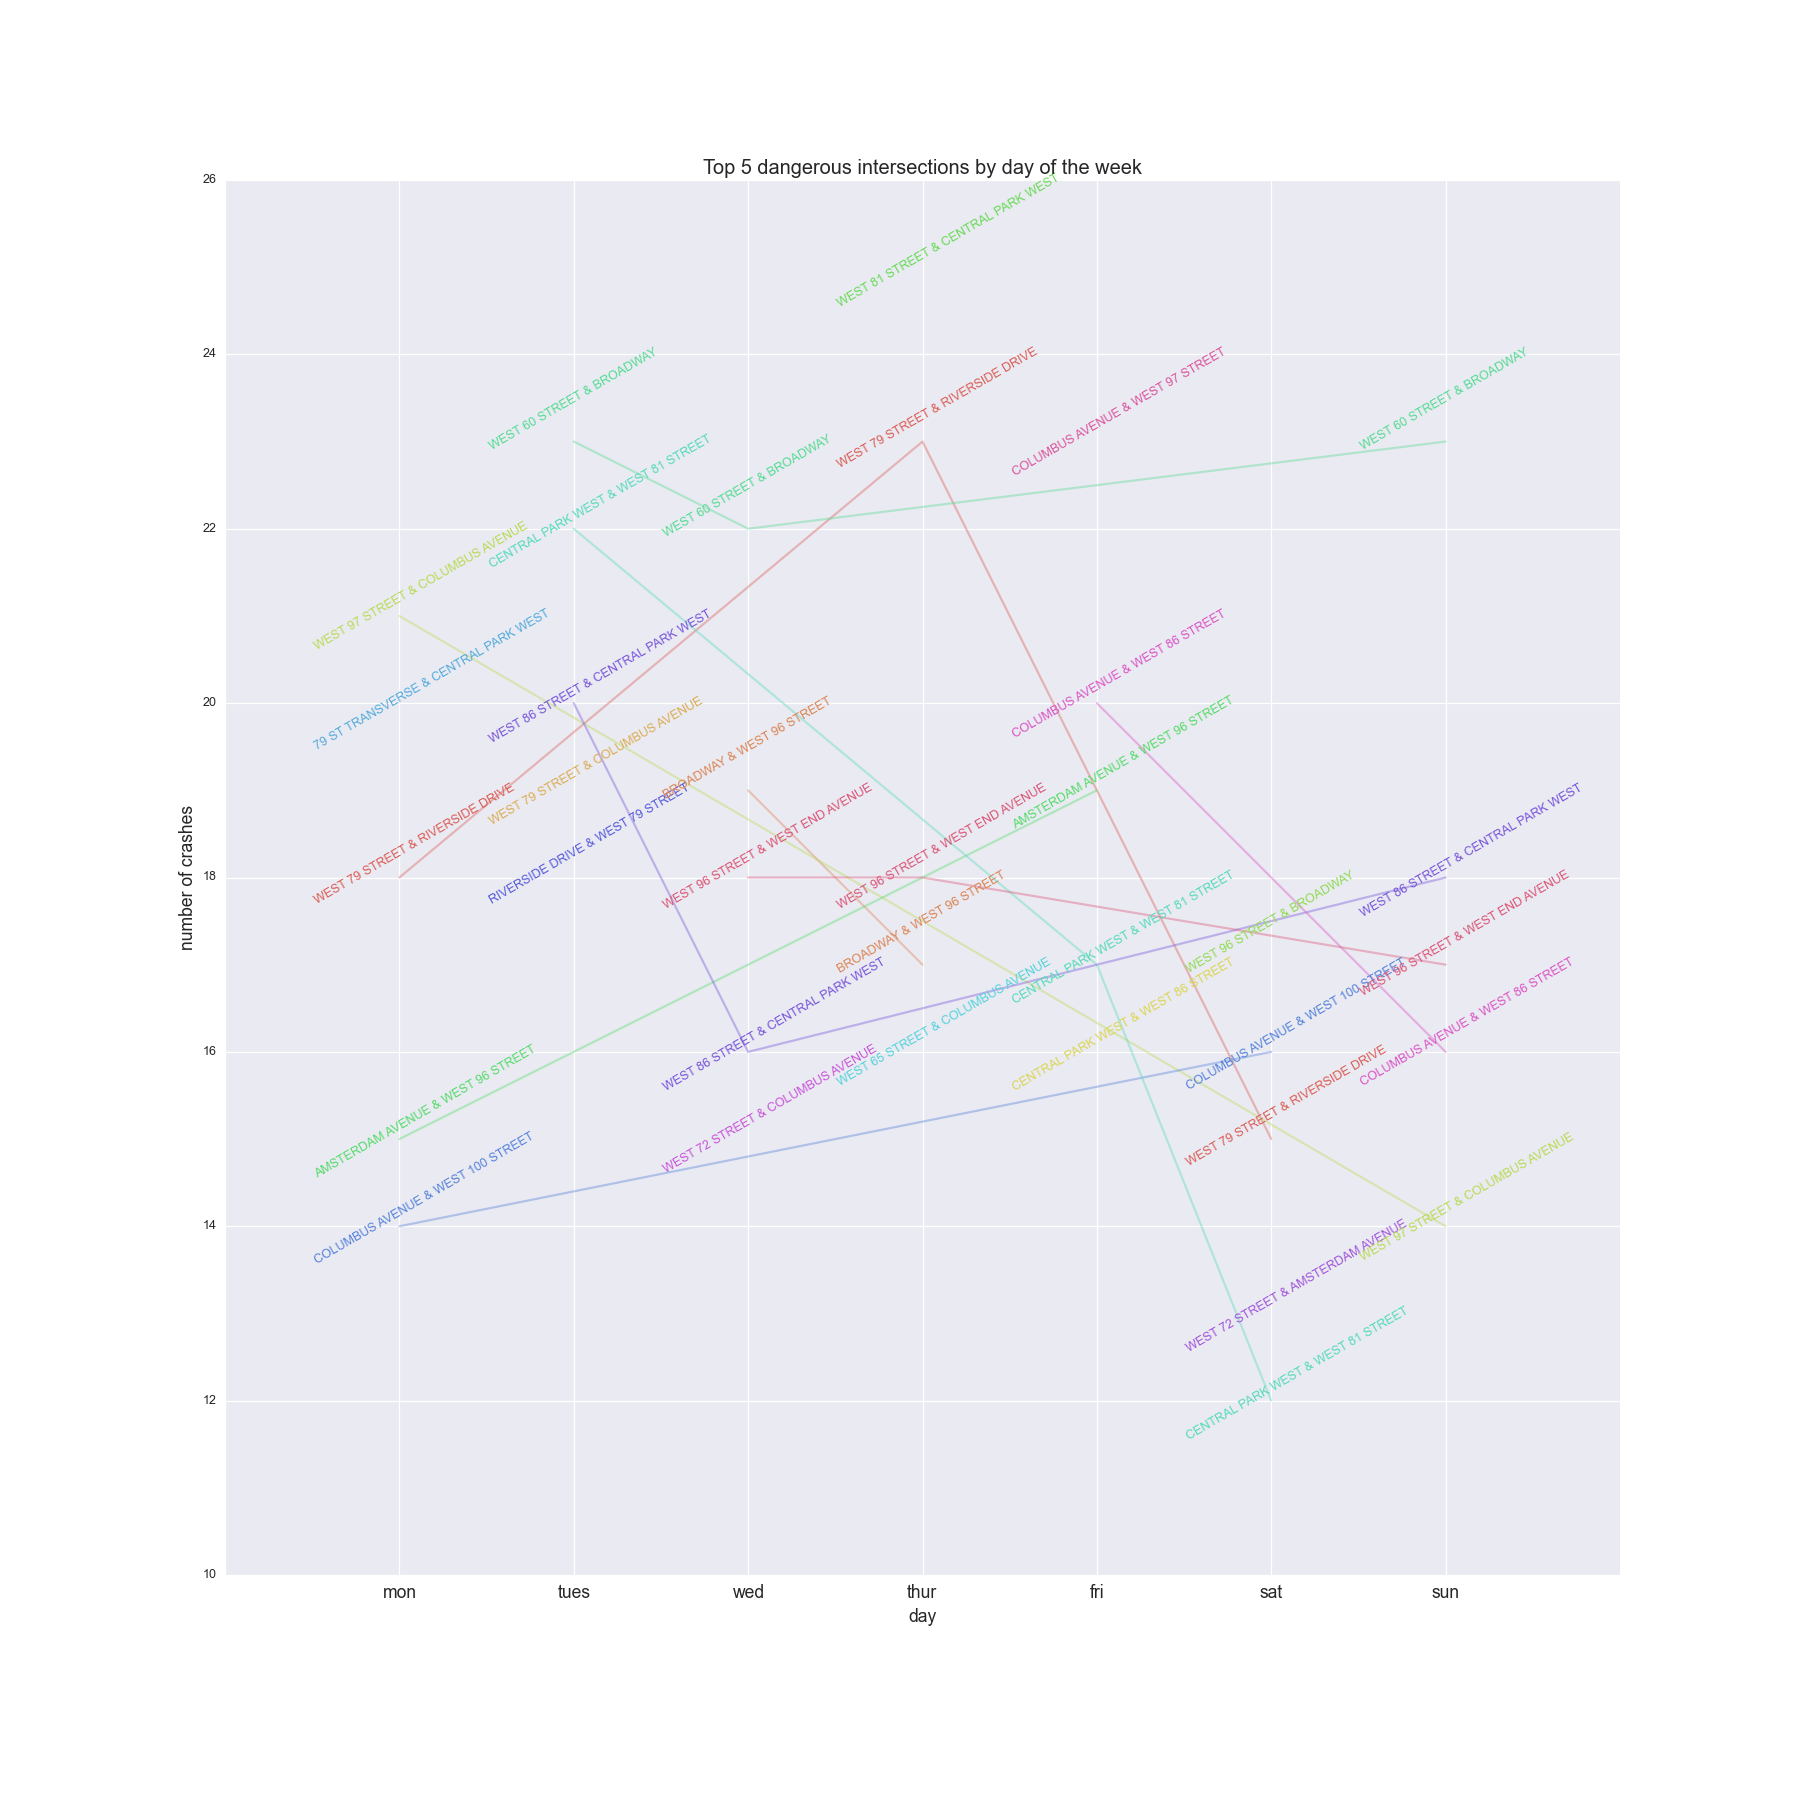 Top 5 dangerous intersections by day of the week
26
24
22
20
18
16
14
12
10
number of crashes
WEST 81 STREET & CENTRAL PARK WEST
WEST 60 STREET & BROADWAY
WEST 79 STREET & RIVERSIDE DRIVE
COLUMBUS AVENUE & WEST 97 STREET
WEST 60 STREET & BROADWAY
CENTRAL PARK WEST & WEST 81 STREET
WEST 60 STREET & BROADWAY
WEST 97 STREET & COLUMBUS AVENUE
79 ST TRANSVERSE & CENTRAL PARK WEST
WEST 86 STREET & CENTRAL PARK WEST
COLUMBUS AVENUE & WEST 86 STREET
WEST 79 STREET & COLUMBUS AVENUE
BROADWAY & WEST 96 STREET
AMSTERDAM AVENUE & WEST 96 STREET
WEST 79 STREET & RIVERSIDE DRIVE
RIVERSIDE DRIVE & WEST 79 STREET
WEST 96 STREET & WEST END AVENUE
WEST 96 STREET & WEST END AVENUE
WEST 86 STREET & CENTRAL PARK WEST
BROADWAY & WEST 96 STREET
CENTRAL PARK WEST & WEST 81 STREET
WEST 96 STREET & BROADWAY
WEST 96 STREET & WEST END AVENUE
WEST 86 STREET & CENTRAL PARK WEST
WEST 65 STREET & COLUMBUS AVENUE
CENTRAL PARK WEST & WEST 86 STREET
COLUMBUS AVENUE & WEST 100 STREET
COLUMBUS AVENUE & WEST 86 STREET
AMSTERDAM AVENUE & WEST 96 STREET
WEST 72 STREET & COLUMBUS AVENUE
WEST 79 STREET & RIVERSIDE DRIVE
COLUMBUS AVENUE & WEST 100 STREET
WEST 97 STREET & COLUMBUS AVENUE
WEST 72 STREET & AMSTERDAM AVENUE
CENTRAL PARK WEST & WEST 81 STREET
mon
tues
wed
thur
fri
sat
sun
day